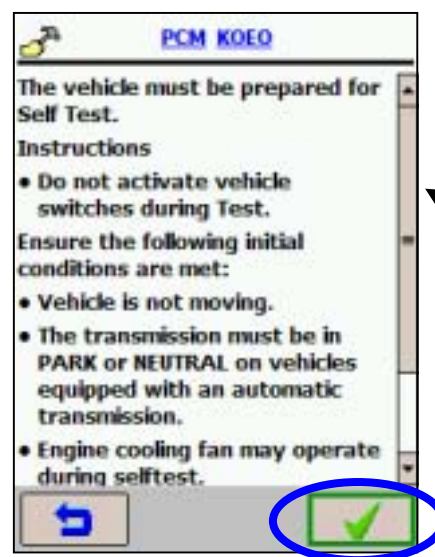 PCM KOEO
The vehicle must be prepared for
Self Test.
Instructions
• Do not activate vehicle
switches during Test.
Ensure the following initial
conditions are met:
• Vehicle is not moving.
• The transmission must be in
PARK or NEUTRAL on vehicles
equipped with an automatic
transmission.
• Engine cooling fan may operate
during selftest.